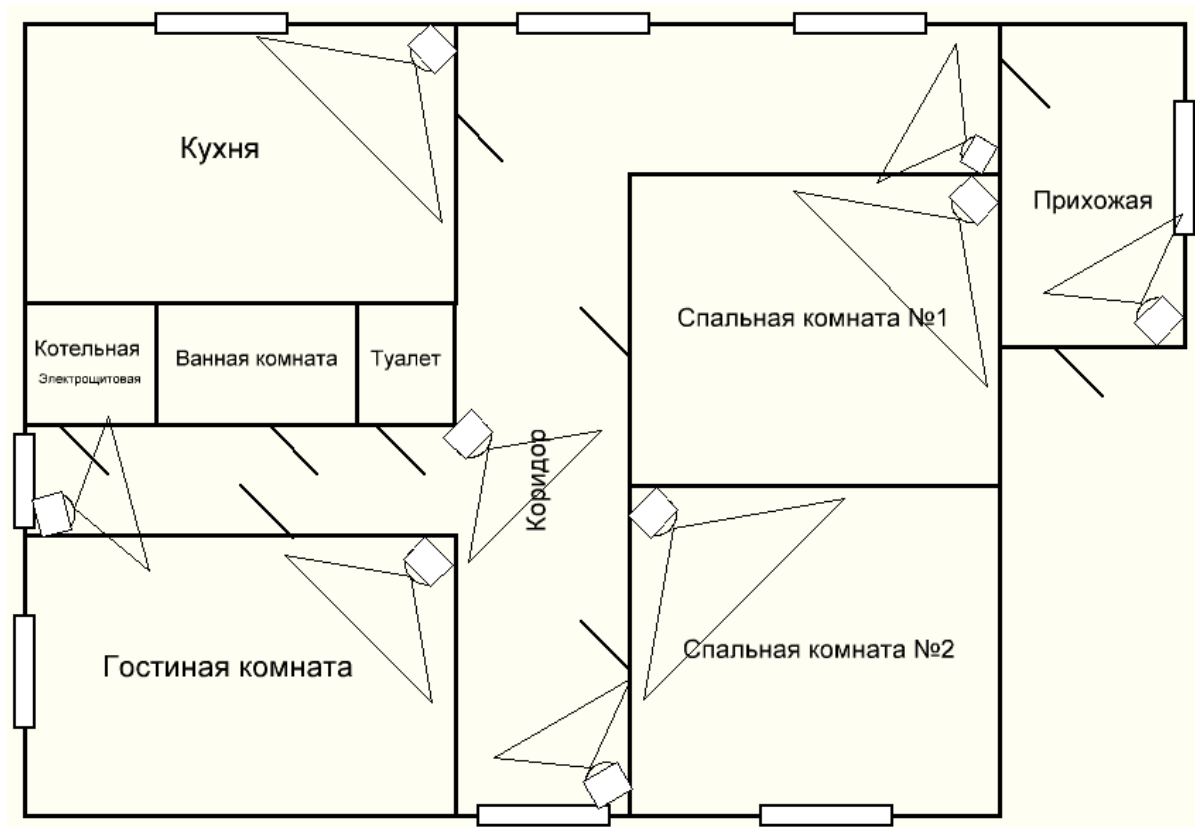 Кухня
Прихожая
Спальная комната №1
Котельная
Электрощитовая
Ванная комната
Туалет
Коридор
Гостиная комната
Спальная комната №2